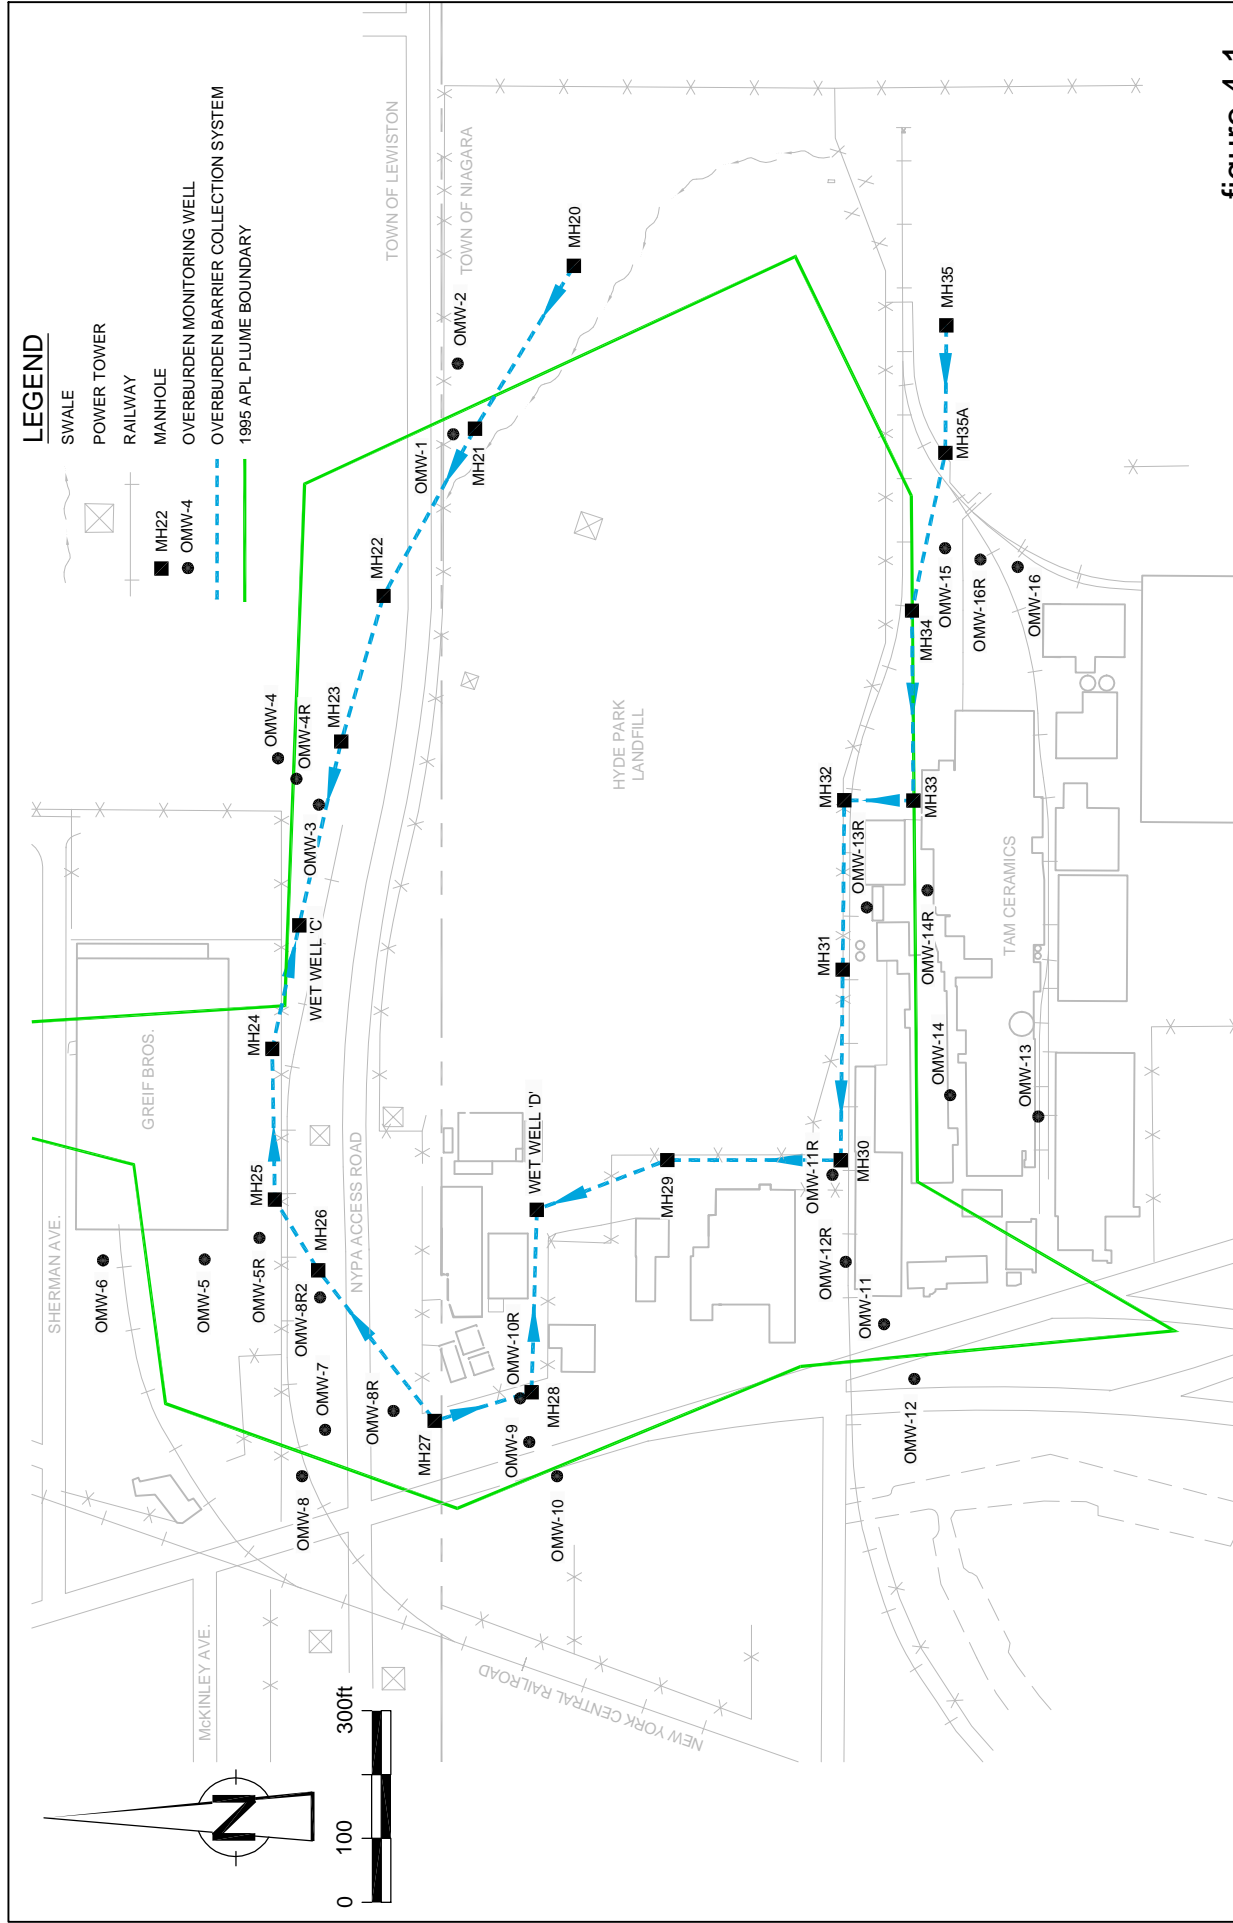 LEGEND
SWALE
POWER TOWER
RAILWAY
MH22 MANHOLE
OMW-4 OVERBURDEN MONITORING WELL
OVERBURDEN BARRIER COLLECTION SYSTEM
1995 APL PLUME BOUNDARY
N
0 100 300ft
McKINLEY AVE.
SHERMAN AVE.
GREIF BROS.
NYPA ACCESS ROAD
TOWN OF LEWISTON
TOWN OF NIAGARA
NEW YORK CENTRAL RAILROAD
HYDE PARK
LANDFILL
TAM CERAMICS
OMW-6
OMW-5
OMW-5R
MH25
MH24
WET WELL 'C'
OMW-3
OMW-4
OMW-4R
MH23
MH22
OMW-1
MH21
OMW-2
MH20
OMW-8
OMW-7
OMW-8R2
MH26
OMW-8R
MH27
OMW-9
OMW-10
OMW-10R
MH28
WET WELL 'D'
MH29
OMW-11R
MH30
OMW-12R
OMW-11
OMW-12
MH31
OMW-13R
MH32
MH33
OMW-14R
OMW-14
OMW-13
MH34
OMW-15
OMW-16R
OMW-16
MH35A
MH35